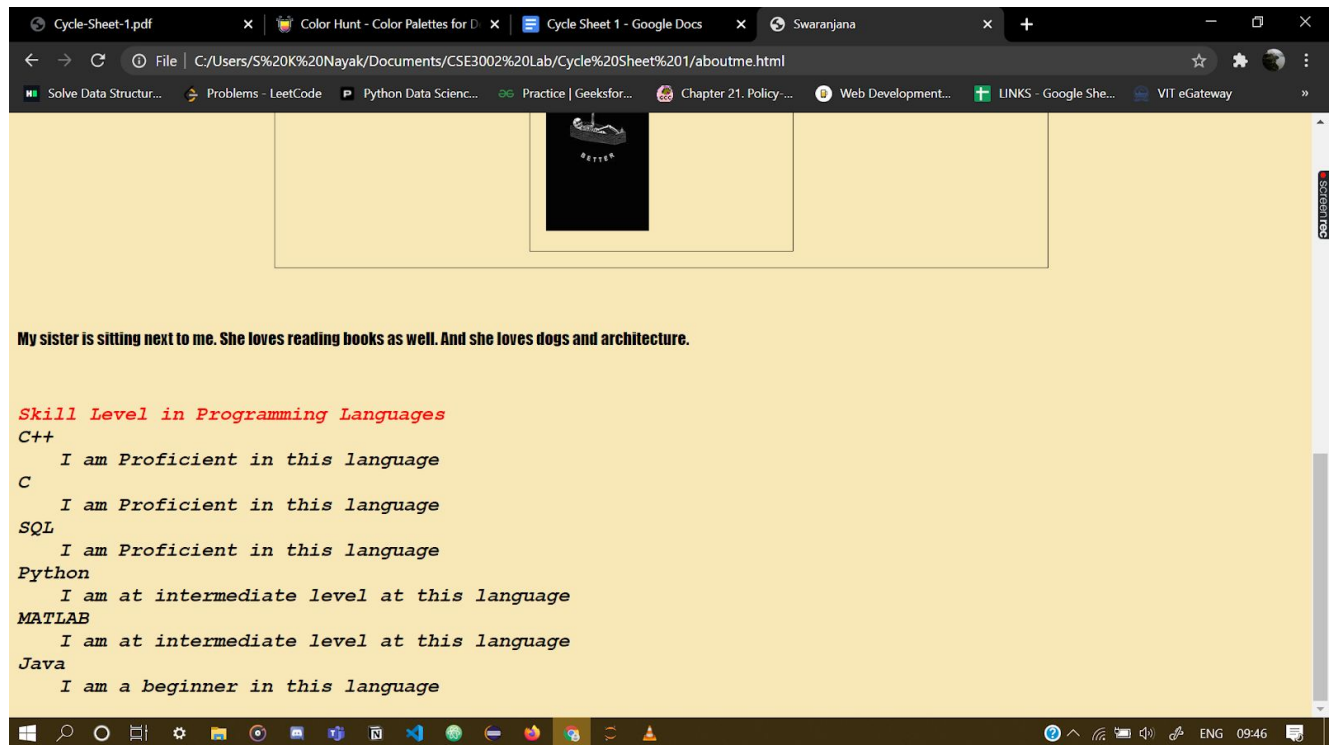 Cycle-Sheet-1.pdf
Color Hunt - Color Palettes for D
Cycle Sheet 1 - Google Docs
Swaranjana
File | C:/Users/S%20K%20Nayak/Documents/CSE3002%20Lab/Cycle%20Sheet%201/aboutme.html
Solve Data Structur...
Problems - LeetCode
Python Data Scienc...
Practice | Geeksfor...
Chapter 21. Policy-...
Web Development...
LINKS - Google She...
VIT eGateway
»
BETTER
screenrec
My sister is sitting next to me. She loves reading books as well. And she loves dogs and architecture.
Skill Level in Programming Languages
C++
I am Proficient in this language
C
I am Proficient in this language
SQL
I am Proficient in this language
Python
I am at intermediate level at this language
MATLAB
I am at intermediate level at this language
Java
I am a beginner in this language
ENG 09:46